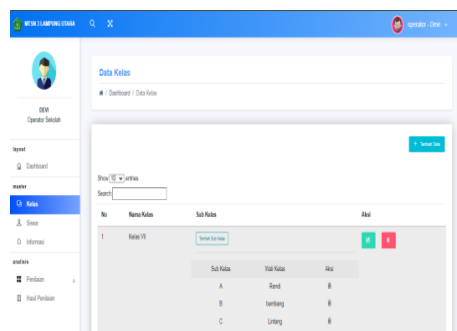 MTSN 3 LAMPUNG UTARA
operator - Dewi
DEWI
Operator Sekolah
layout
Dashboard
master
Kelas
Siswa
Informasi
analisis
Penilaian
Hasil Penilaian
Data Kelas
/ Dashboard / Data Kelas
+ Tambah Data
Show 10 entries
Search:
No Nama Kelas Sub Kelas Aksi
1 Kelas VII Tambah Sub Kelas
Sub Kelas Wali Kelas Aksi
A Rendi
B bambang
C Lintang